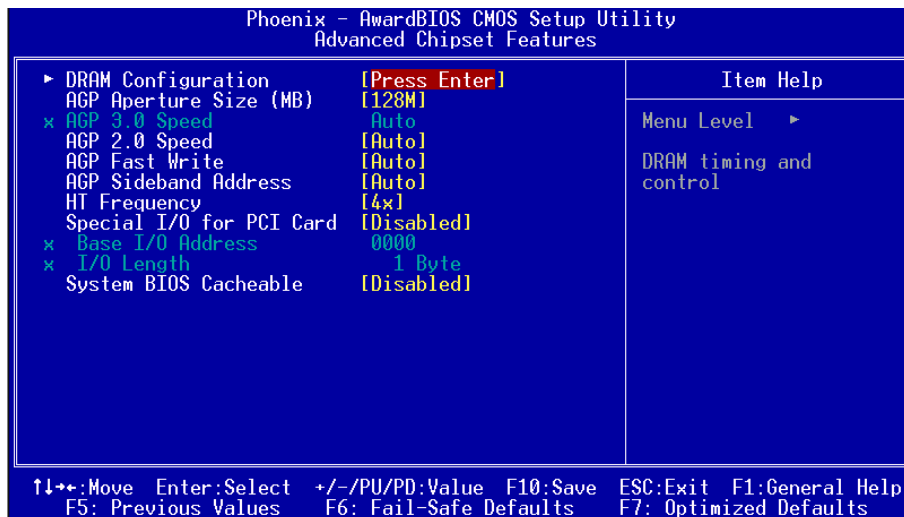 Phoenix - AwardBIOS CMOS Setup Utility
Advanced Chipset Features
► DRAM Configuration [Press Enter]
AGP Aperture Size (MB) [128M]
x AGP 3.0 Speed Auto
AGP 2.0 Speed [Auto]
AGP Fast Write [Auto]
AGP Sideband Address [Auto]
HT Frequency [4x]
Special I/O for PCI Card [Disabled]
x Base I/O Address 0000
x I/O Length 1 Byte
System BIOS Cacheable [Disabled]
Item Help
Menu Level ►
DRAM timing and
control
↑↓→←:Move Enter:Select +/-/PU/PD:Value F10:Save ESC:Exit F1:General Help
F5: Previous Values F6: Fail-Safe Defaults F7: Optimized Defaults